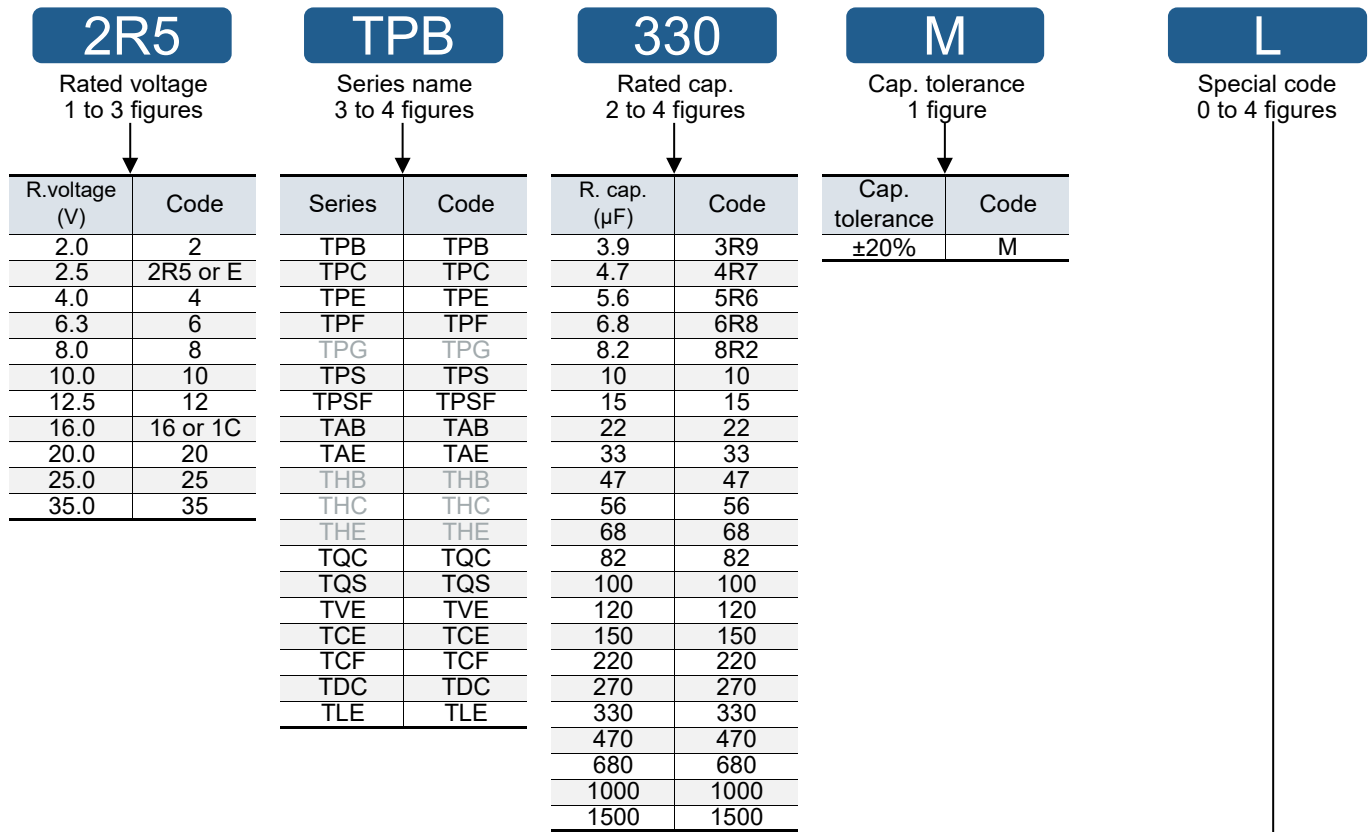 2R5 TPB 330 M L
Rated voltage Series name Rated cap. Cap. tolerance Special code
1 to 3 figures 3 to 4 figures 2 to 4 figures 1 figure 0 to 4 figures
R.voltage (V) Code
2.0 2
2.5 2R5 or E
4.0 4
6.3 6
8.0 8
10.0 10
12.5 12
16.0 16 or 1C
20.0 20
25.0 25
35.0 35
Series Code
TPB TPB
TPC TPC
TPE TPE
TPF TPF
TPG TPG
TPS TPS
TPSF TPSF
TAB TAB
TAE TAE
THB THB
THC THC
THE THE
TQC TQC
TQS TQS
TVE TVE
TCE TCE
TCF TCF
TDC TDC
TLE TLE
R. cap. (µF) Code
3.9 3R9
4.7 4R7
5.6 5R6
6.8 6R8
8.2 8R2
10 10
15 15
22 22
33 33
47 47
56 56
68 68
82 82
100 100
120 120
150 150
220 220
270 270
330 330
470 470
680 680
1000 1000
1500 1500
Cap. tolerance Code
±20% M